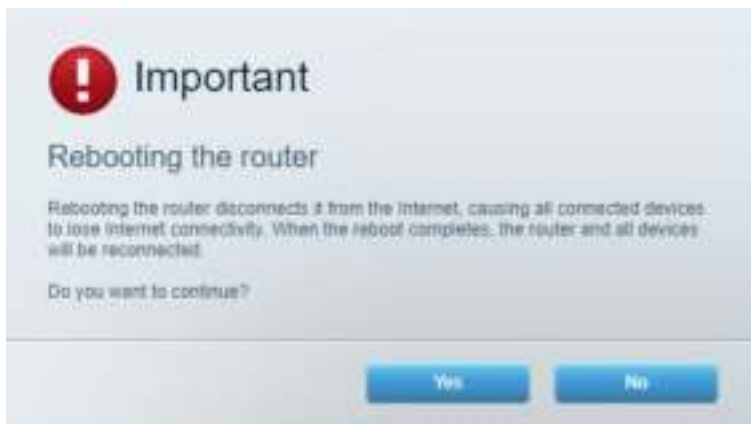 Important
Rebooting the router
Rebooting the router disconnects it from the Internet, causing all connected devices
to lose Internet connectivity. When the reboot completes, the router and all devices
will be reconnected.
Do you want to continue?
Yes
No